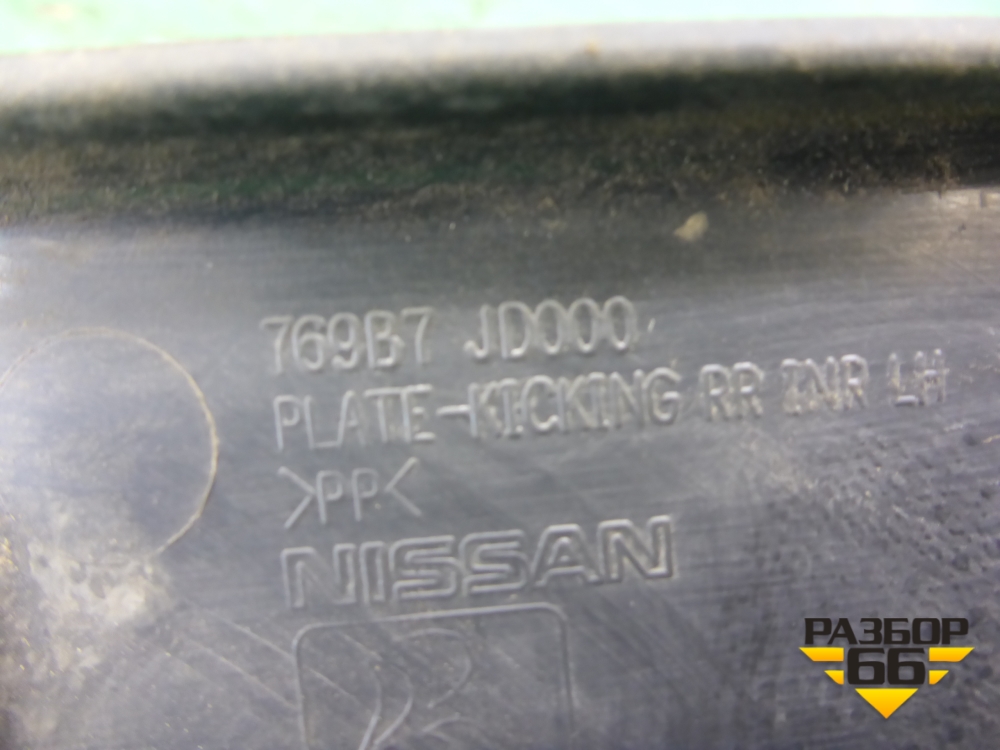 769B7 JD000
PLATE-KICKING RR INR LH
>PP<
NISSAN
РАЗБОР
66